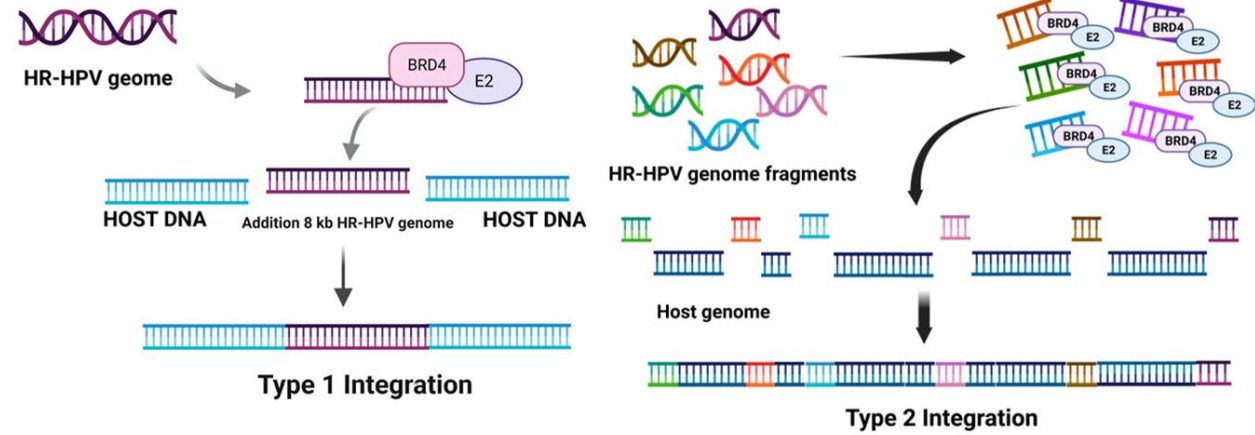 HR-HPV geome
BRD4
E2
HOST DNA
Addition 8 kb HR-HPV genome
HOST DNA
Type 1 Integration
HR-HPV genome fragments
BRD4
E2
BRD4
E2
BRD4
E2
BRD4
E2
BRD4
E2
BRD4
E2
Host genome
Type 2 Integration